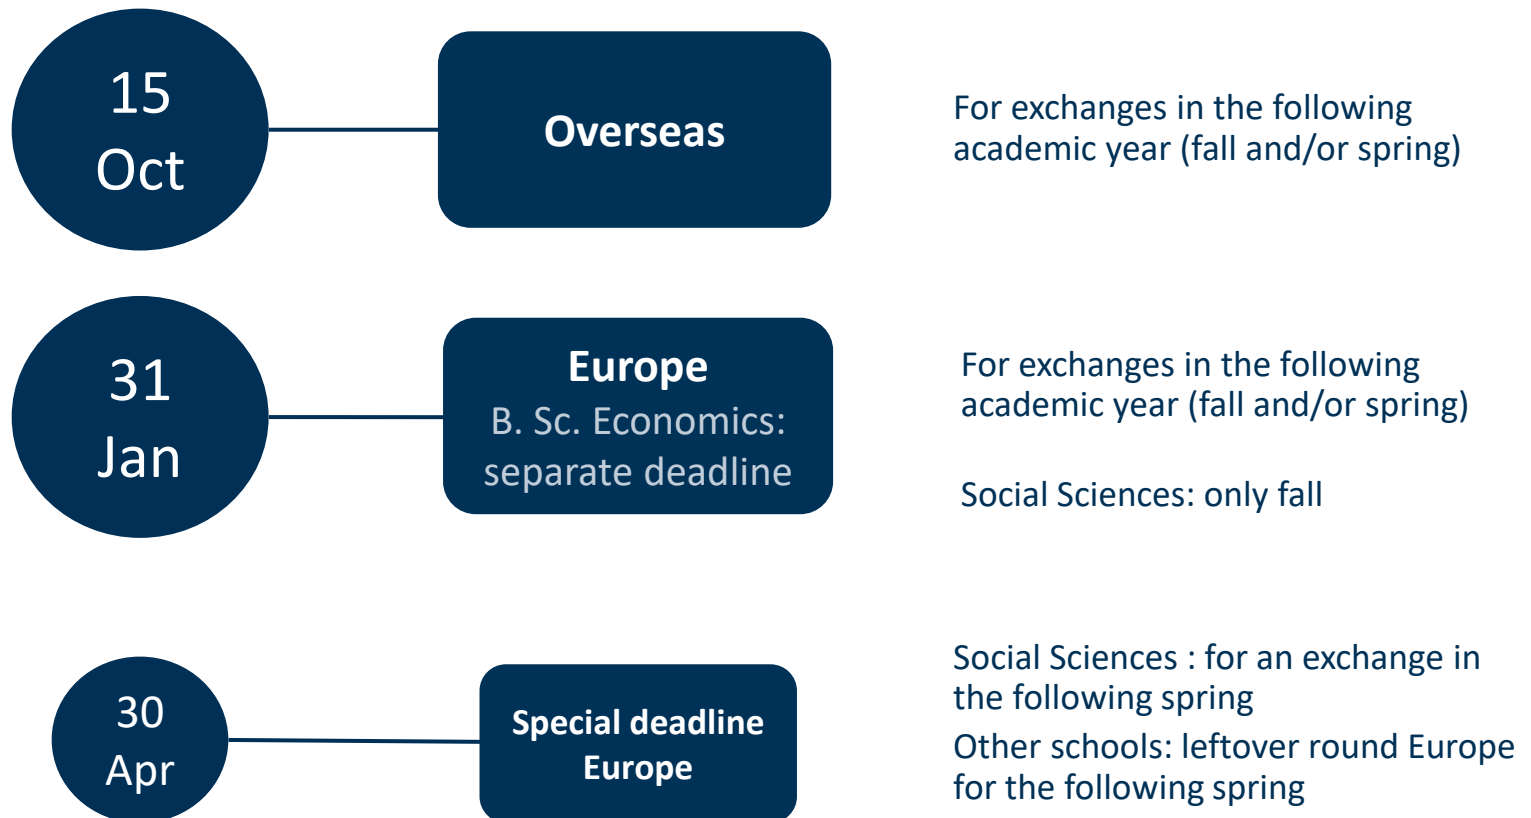 15
Oct
Overseas
For exchanges in the following
academic year (fall and/or spring)
31
Jan
Europe
B. Sc. Economics:
separate deadline
For exchanges in the following
academic year (fall and/or spring)
Social Sciences: only fall
30
Apr
Special deadline
Europe
Social Sciences : for an exchange in
the following spring
Other schools: leftover round Europe
for the following spring